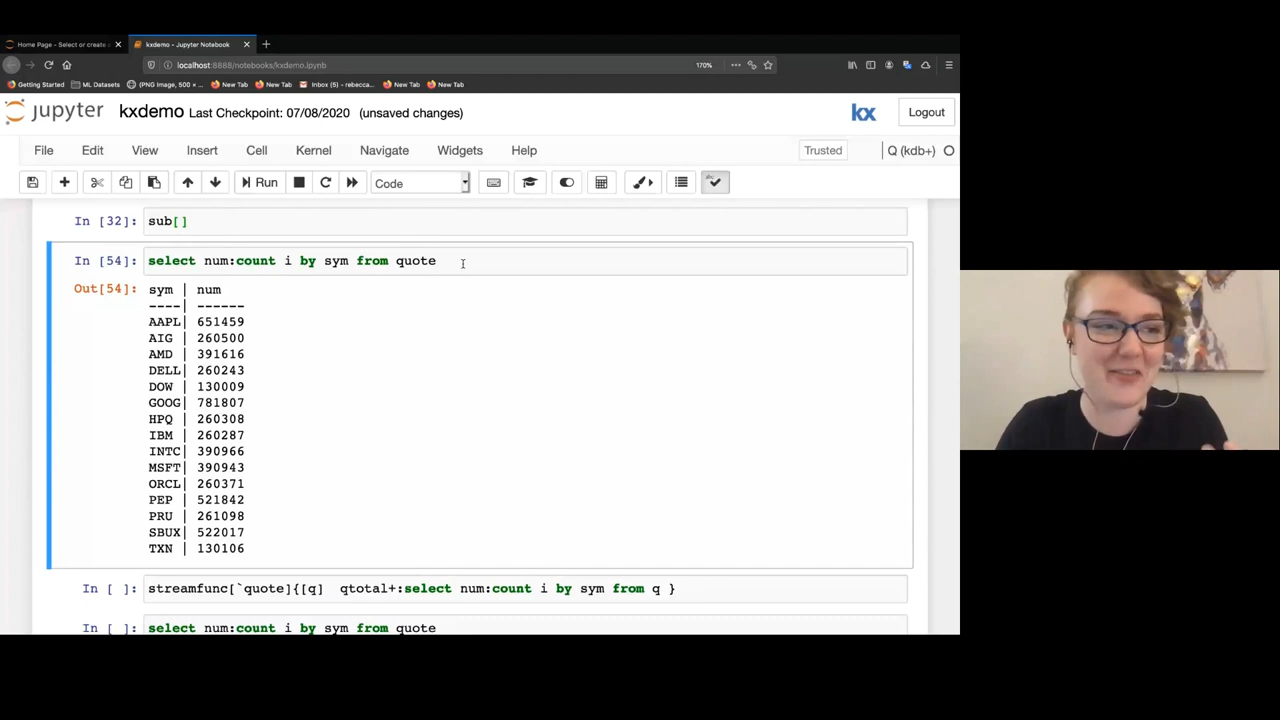 Home Page - Select or create a
kxdemo - Jupyter Notebook
localhost:8888/notebooks/kxdemo.ipynb
170%
Getting Started
ML Datasets
(PNG Image, 500 × ...
New Tab
New Tab
Inbox (5) - rebecca...
New Tab
New Tab
jupyter
kxdemo Last Checkpoint: 07/08/2020 (unsaved changes)
kx
Logout
File Edit View Insert Cell Kernel Navigate Widgets Help
Trusted
Q (kdb+)
Run
Code
In [32]: sub[]
In [54]: select num:count i by sym from quote
Out[54]: sym | num
----| ------
AAPL| 651459
AIG | 260500
AMD | 391616
DELL| 260243
DOW | 130009
GOOG| 781807
HPQ | 260308
IBM | 260287
INTC| 390966
MSFT| 390943
ORCL| 260371
PEP | 521842
PRU | 261098
SBUX| 522017
TXN | 130106
In [ ]: streamfunc[`quote]{[q]  qtotal+:select num:count i by sym from q }
In [ ]: select num:count i by sym from quote